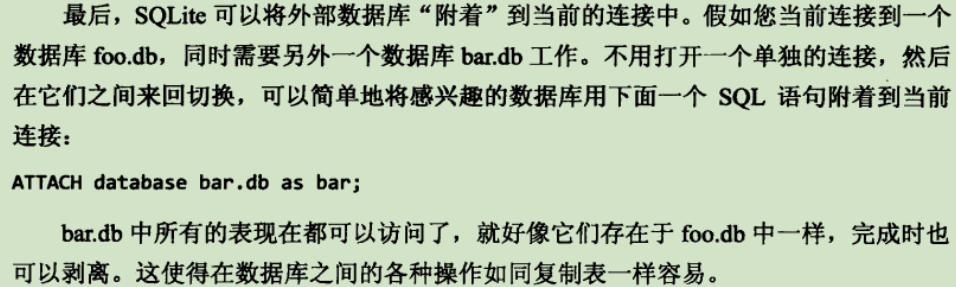 最后，SQLite 可以将外部数据库“附着”到当前的连接中。假如您当前连接到一个
数据库 foo.db，同时需要另外一个数据库 bar.db 工作。不用打开一个单独的连接，然后
在它们之间来回切换，可以简单地将感兴趣的数据库用下面一个 SQL 语句附着到当前
连接：
ATTACH database bar.db as bar;
bar.db 中所有的表现在都可以访问了，就好像它们存在于 foo.db 中一样，完成时也
可以剥离。这使得在数据库之间的各种操作如同复制表一样容易。